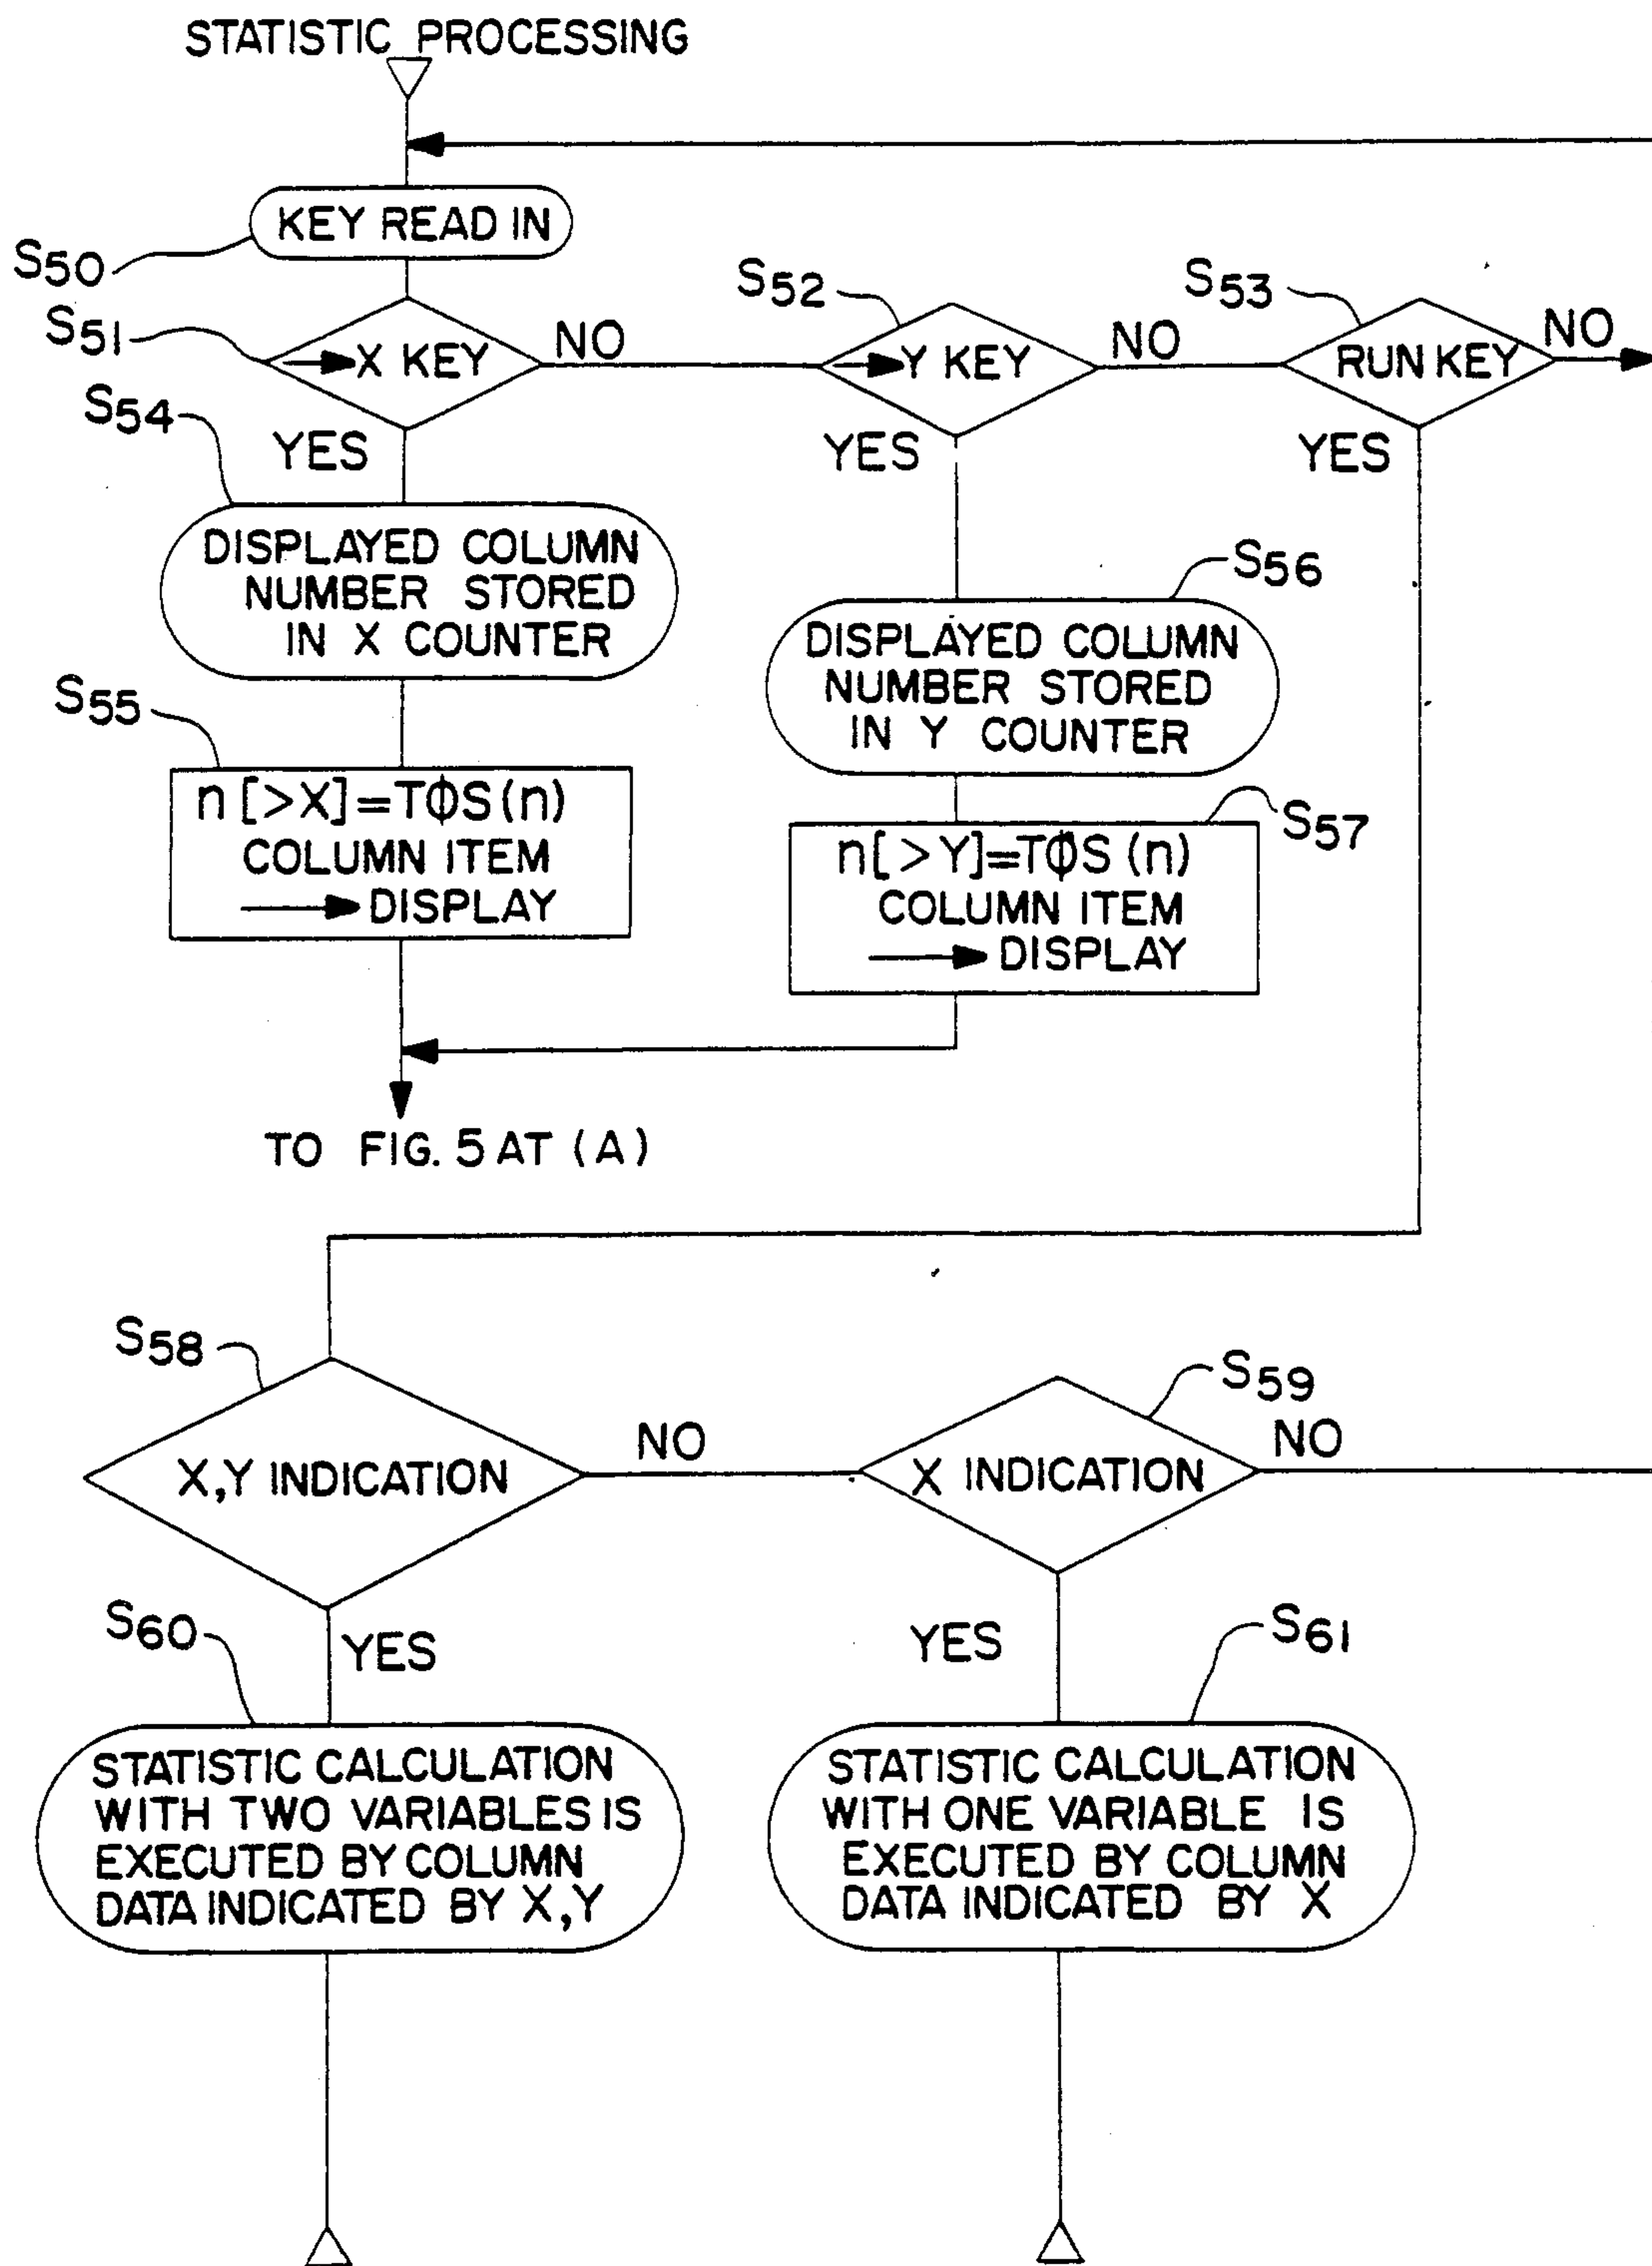 STATISTIC PROCESSING
KEY READ IN
S50
S51
→X KEY
NO
S52
→Y KEY
NO
S53
RUN KEY
NO
S54
YES
YES
YES
DISPLAYED COLUMN
NUMBER STORED
IN X COUNTER
S56
DISPLAYED COLUMN
NUMBER STORED
IN Y COUNTER
S55
n[>X]=TΦS(n)
COLUMN ITEM
→DISPLAY
S57
n[>Y]=TΦS(n)
COLUMN ITEM
→DISPLAY
TO FIG. 5 AT (A)
S58
X,Y INDICATION
NO
S59
X INDICATION
NO
S60
YES
YES
S61
STATISTIC CALCULATION
WITH TWO VARIABLES IS
EXECUTED BY COLUMN
DATA INDICATED BY X,Y
STATISTIC CALCULATION
WITH ONE VARIABLE IS
EXECUTED BY COLUMN
DATA INDICATED BY X